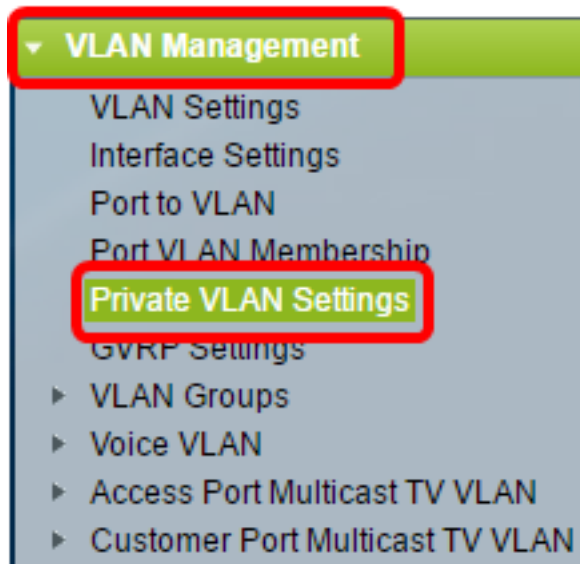 VLAN Management
VLAN Settings
Interface Settings
Port to VLAN
Port VLAN Membership
Private VLAN Settings
GVRP Settings
VLAN Groups
Voice VLAN
Access Port Multicast TV VLAN
Customer Port Multicast TV VLAN